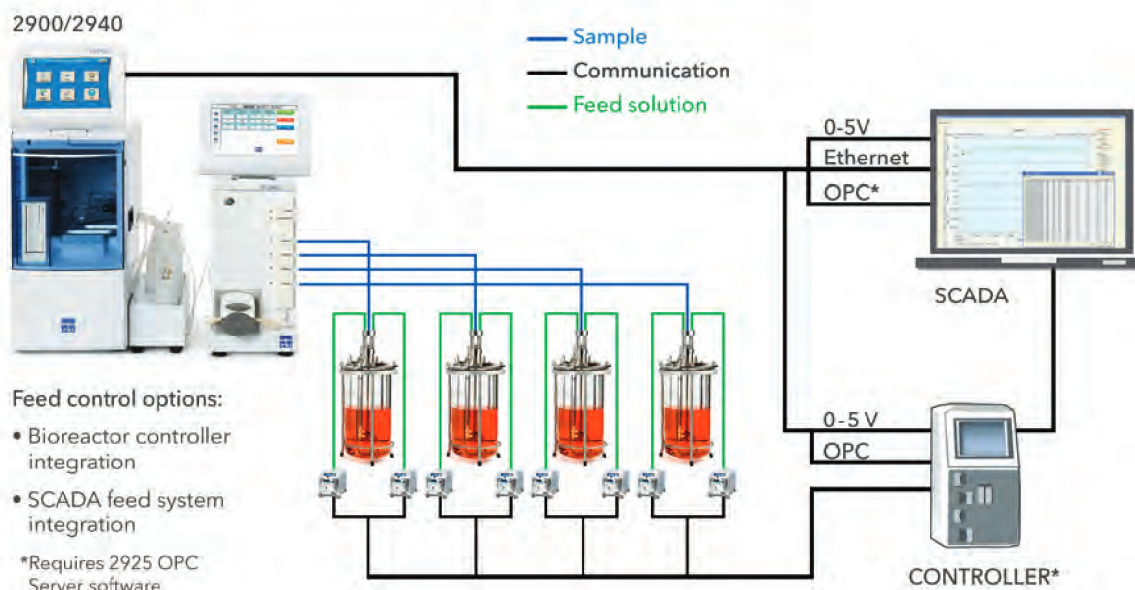 2900/2940
Sample
Communication
Feed solution
0-5V
Ethernet
OPC*
SCADA
Feed control options:
• Bioreactor controller
integration
• SCADA feed system
integration
*Requires 2925 OPC
Server software
0-5 V
OPC
CONTROLLER*